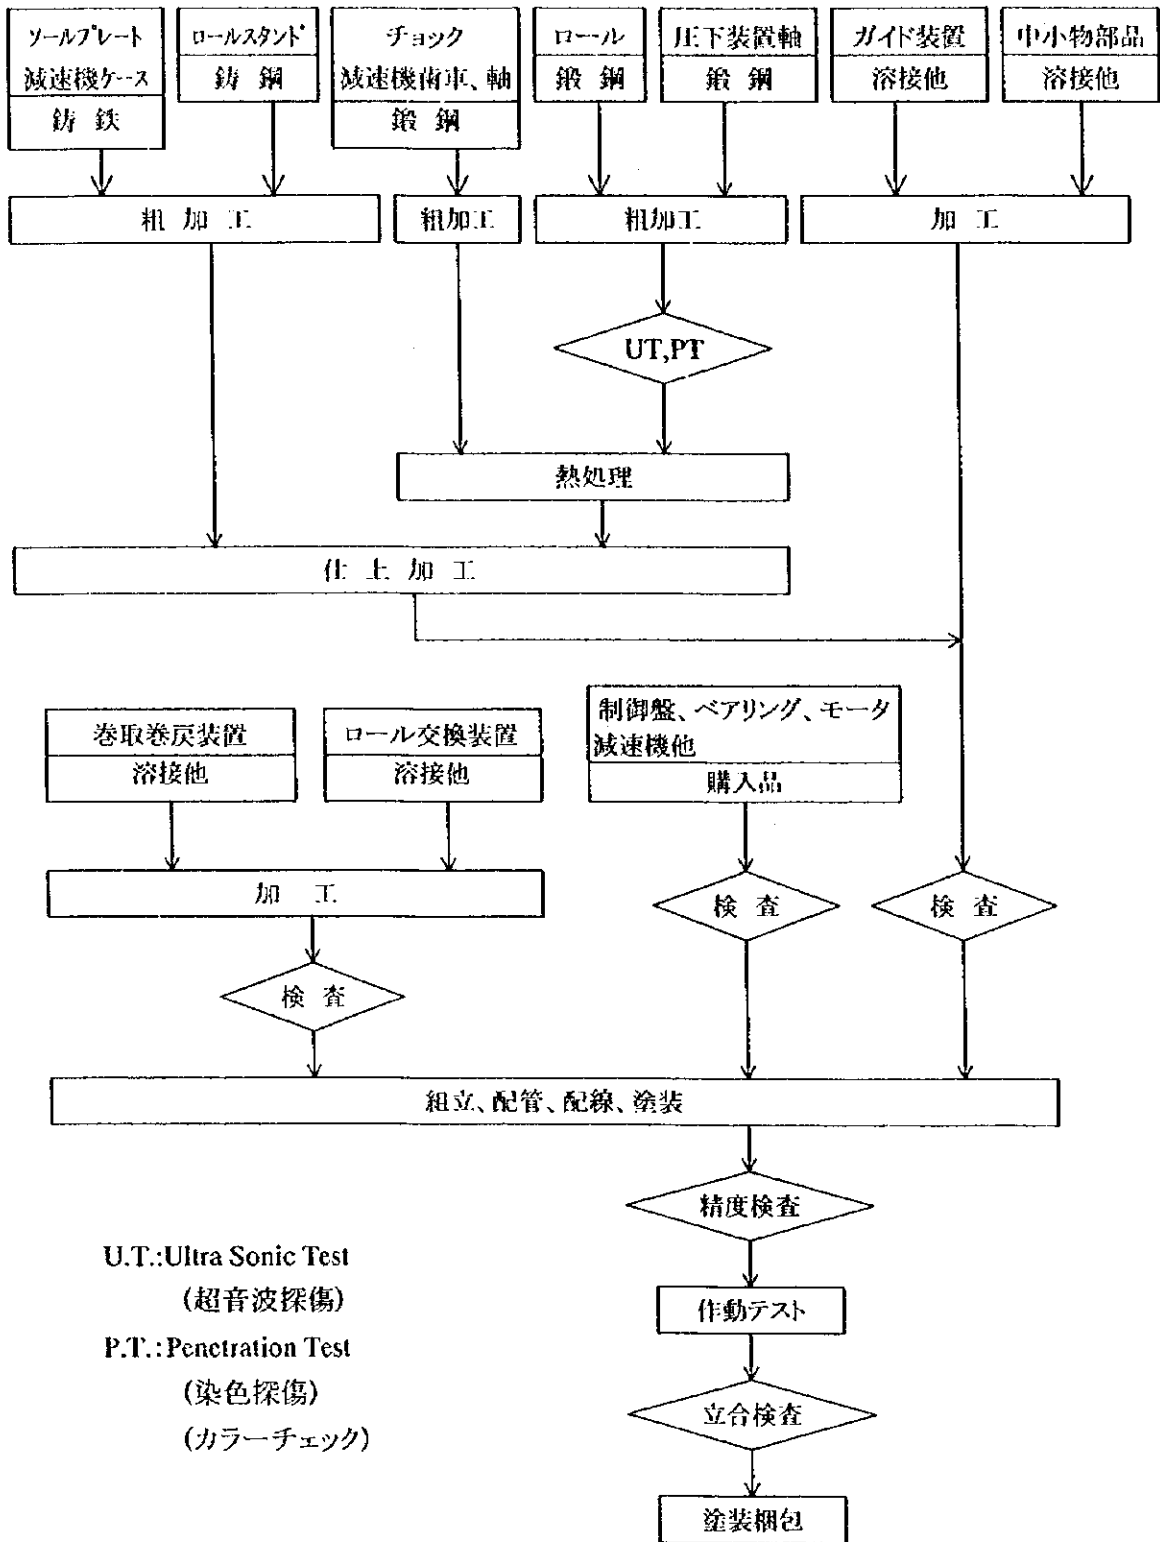 ソールプレート
減速機ケース
鋳 鉄
ロールスタンド
鋳 鋼
チョック
減速機歯車、軸
鍛 鋼
ロール
鍛 鋼
圧下装置軸
鍛 鋼
ガイド装置
溶接他
中小物部品
溶接他
粗 加 工
粗加工
粗加工
加 工
UT,PT
熱処理
仕 上 加 工
巻取巻戻装置
溶接他
ロール交換装置
溶接他
制御盤、ベアリング、モータ
減速機他
購入品
加 工
検 査
検 査
検 査
組立、配管、配線、塗装
精度検査
作動テスト
立合検査
塗装梱包
U.T.:Ultra Sonic Test
(超音波探傷)
P.T.:Penetration Test
(染色探傷)
(カラーチェック)